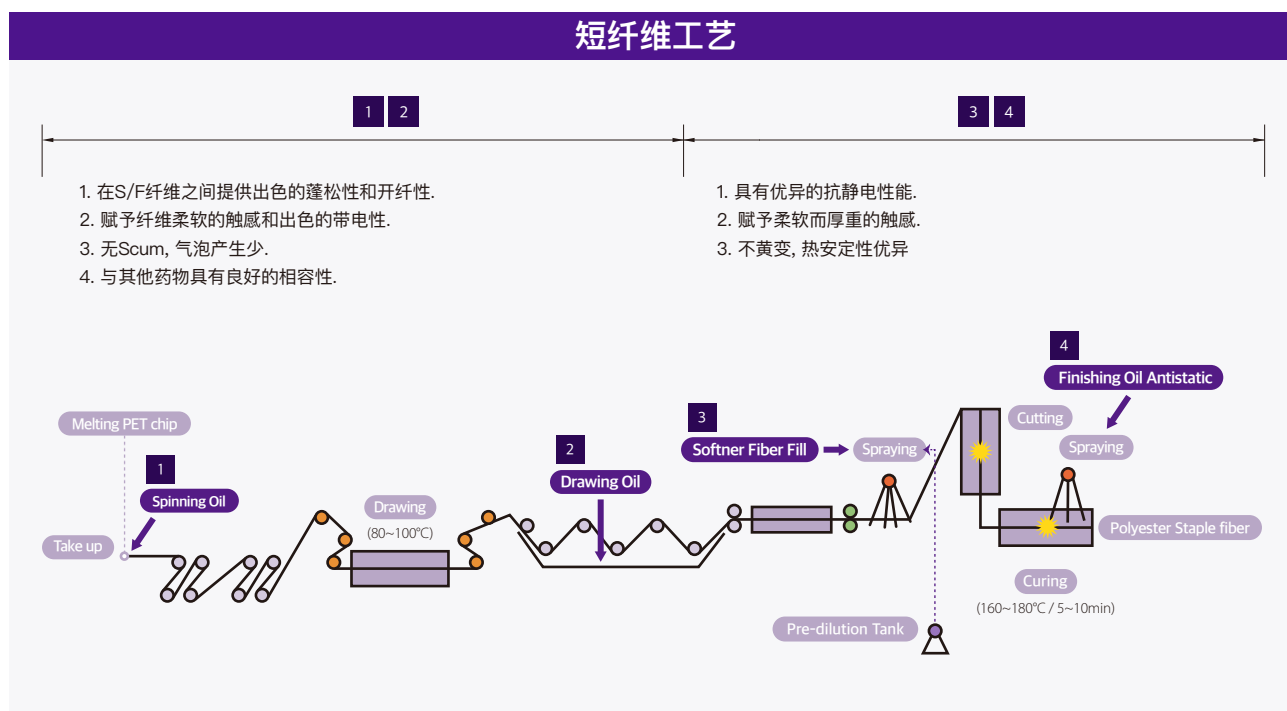 短纤维工艺
1 2
3 4
1. 在S/F纤维之间提供出色的蓬松性和开纤性.
2. 赋予纤维柔软的触感和出色的带电性.
3. 无Scum, 气泡产生少.
4. 与其他药物具有良好的相容性.
1. 具有优异的抗静电性能.
2. 赋予柔软而厚重的触感.
3. 不黄变, 热安定性优异
Melting PET chip
1
Spinning Oil
Take up
Drawing
(80~100℃)
2
Drawing Oil
3
Softner Fiber Fill
Spraying
Pre-dilution Tank
4
Finishing Oil Antistatic
Cutting
Spraying
Polyester Staple fiber
Curing
(160~180℃ / 5~10min)